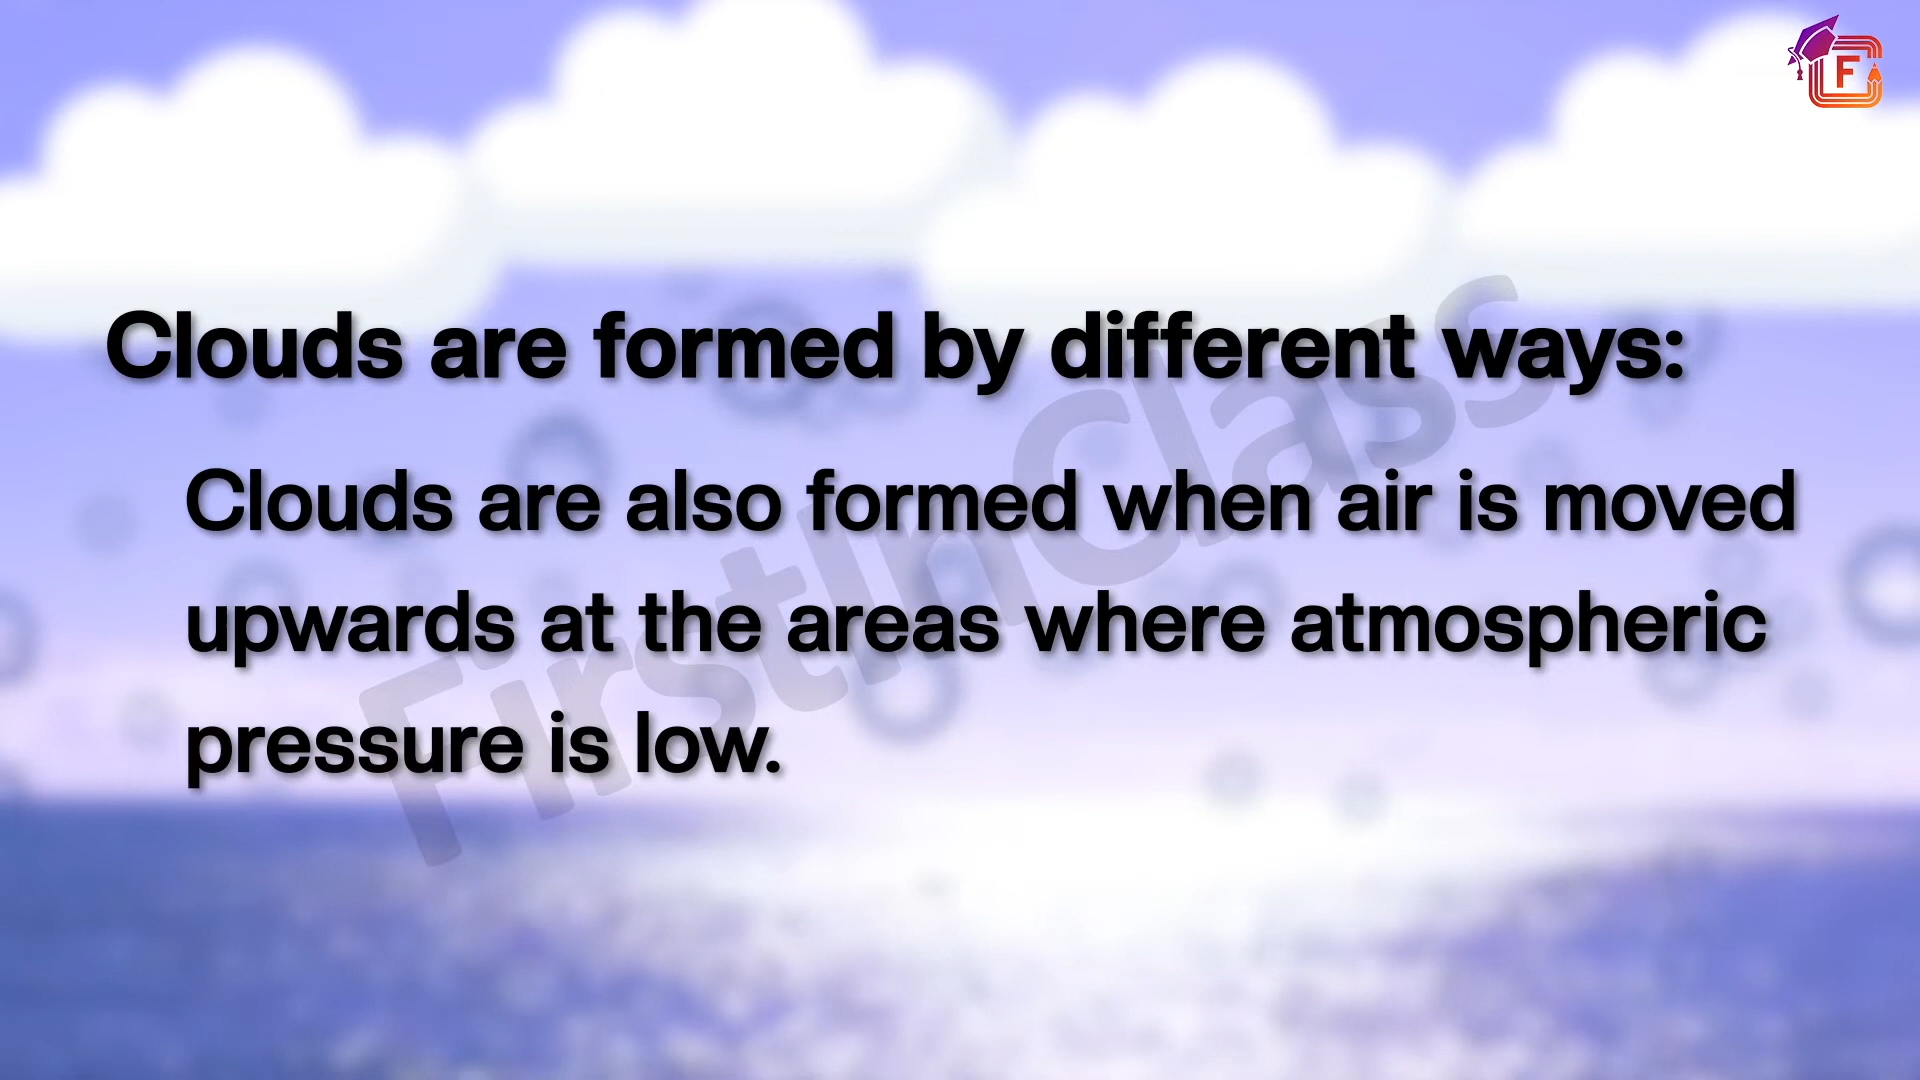 F
Clouds are formed by different ways:
Clouds are also formed when air is moved
upwards at the areas where atmospheric
pressure is low.
FirstInClass